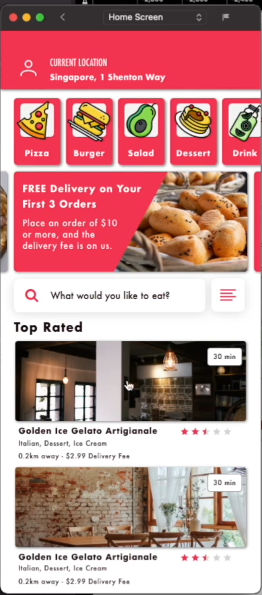 Home Screen
CURRENT LOCATION
Singapore, 1 Shenton Way
Pizza
Burger
Salad
Dessert
Drink
FREE Delivery on Your
First 3 Orders
Place an order of $10
or more, and the
delivery fee is on us.
What would you like to eat?
Top Rated
30 min
Golden Ice Gelato Artigianale
Italian, Dessert, Ice Cream
0.2km away - $2.99 Delivery Fee
30 min
Golden Ice Gelato Artigianale
Italian, Dessert, Ice Cream
0.2km away - $2.99 Delivery Fee